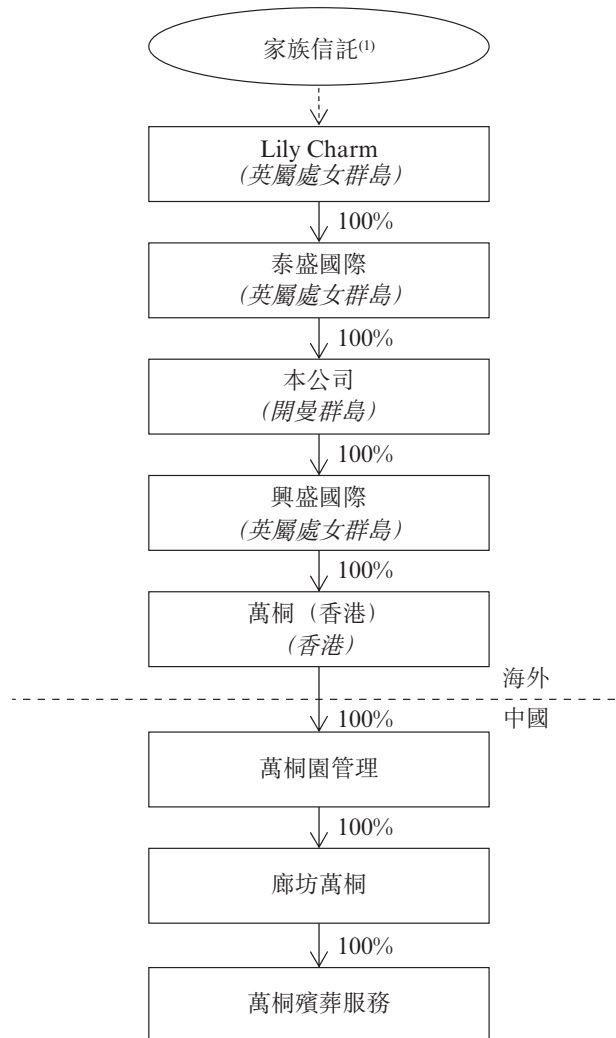 家族信託(1)
Lily Charm
(英屬處女群島)
100%
泰盛國際
(英屬處女群島)
100%
本公司
(開曼群島)
100%
興盛國際
(英屬處女群島)
100%
萬桐（香港）
(香港)
海外
100%
中國
萬桐園管理
100%
廊坊萬桐
100%
萬桐殯葬服務